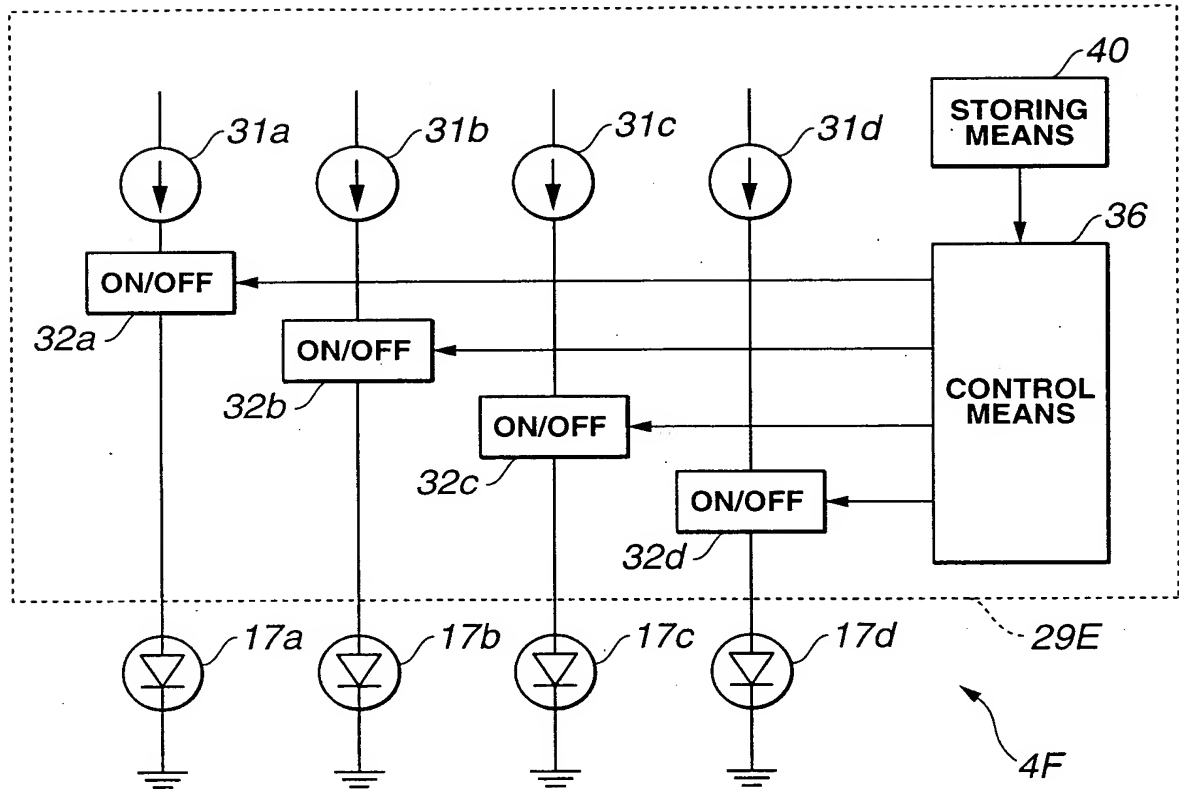 40
STORING
MEANS
31a
31b
31c
31d
36
ON/OFF
32a
ON/OFF
32b
CONTROL
MEANS
ON/OFF
32c
ON/OFF
32d
17a
17b
17c
17d
29E
4F